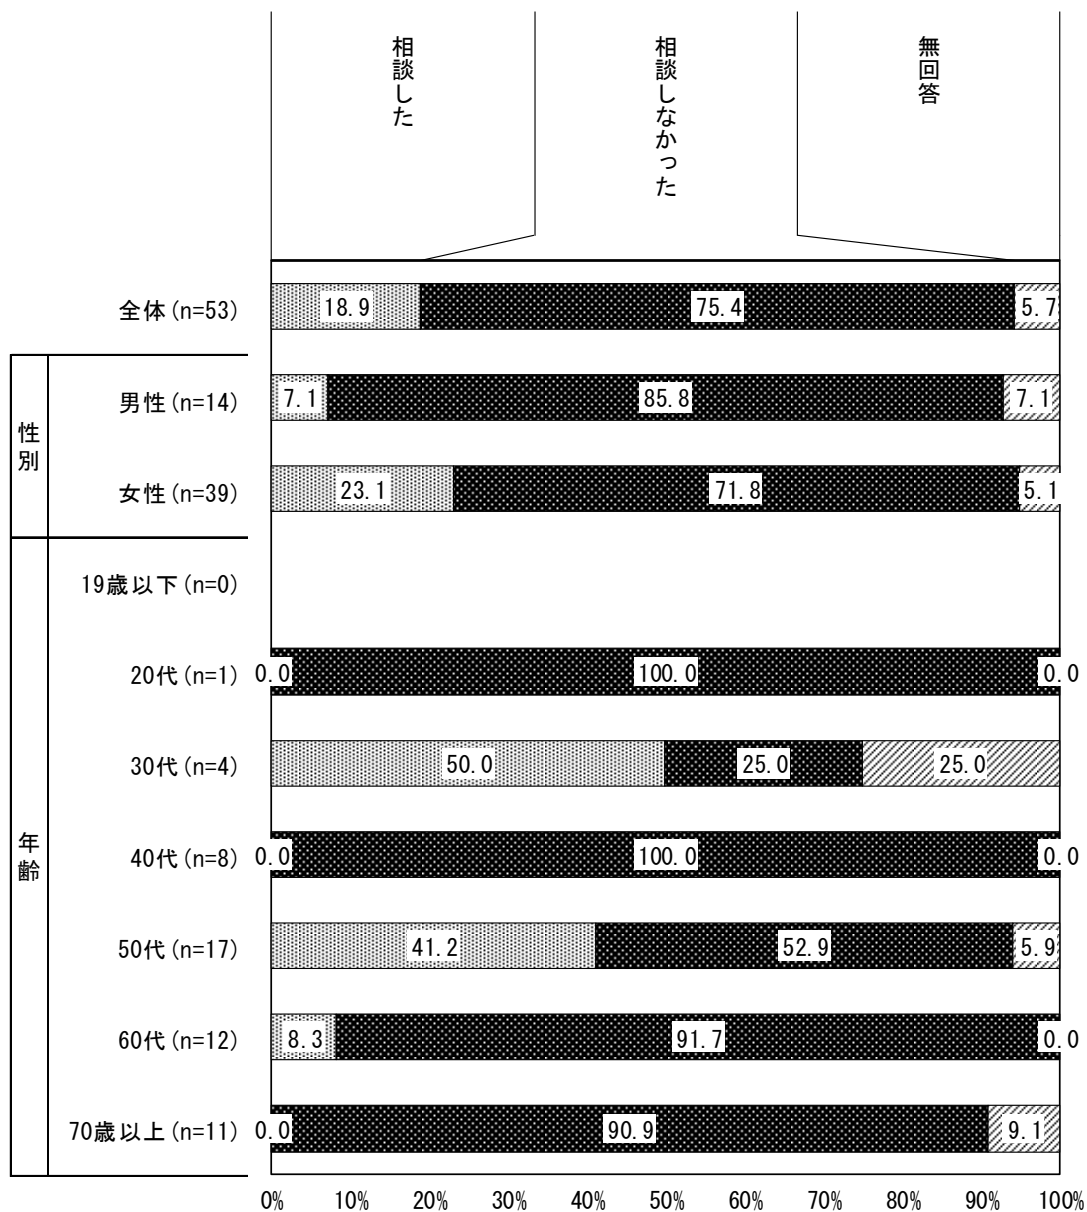 相談した
相談しなかった
無回答
全体(n=53) 18.9 75.4 5.7
性別
男性(n=14) 7.1 85.8 7.1
女性(n=39) 23.1 71.8 5.1
年齢
19歳以下(n=0)
20代(n=1) 0.0 100.0 0.0
30代(n=4) 50.0 25.0 25.0
40代(n=8) 0.0 100.0 0.0
50代(n=17) 41.2 52.9 5.9
60代(n=12) 8.3 91.7 0.0
70歳以上(n=11) 0.0 90.9 9.1
0% 10% 20% 30% 40% 50% 60% 70% 80% 90% 100%